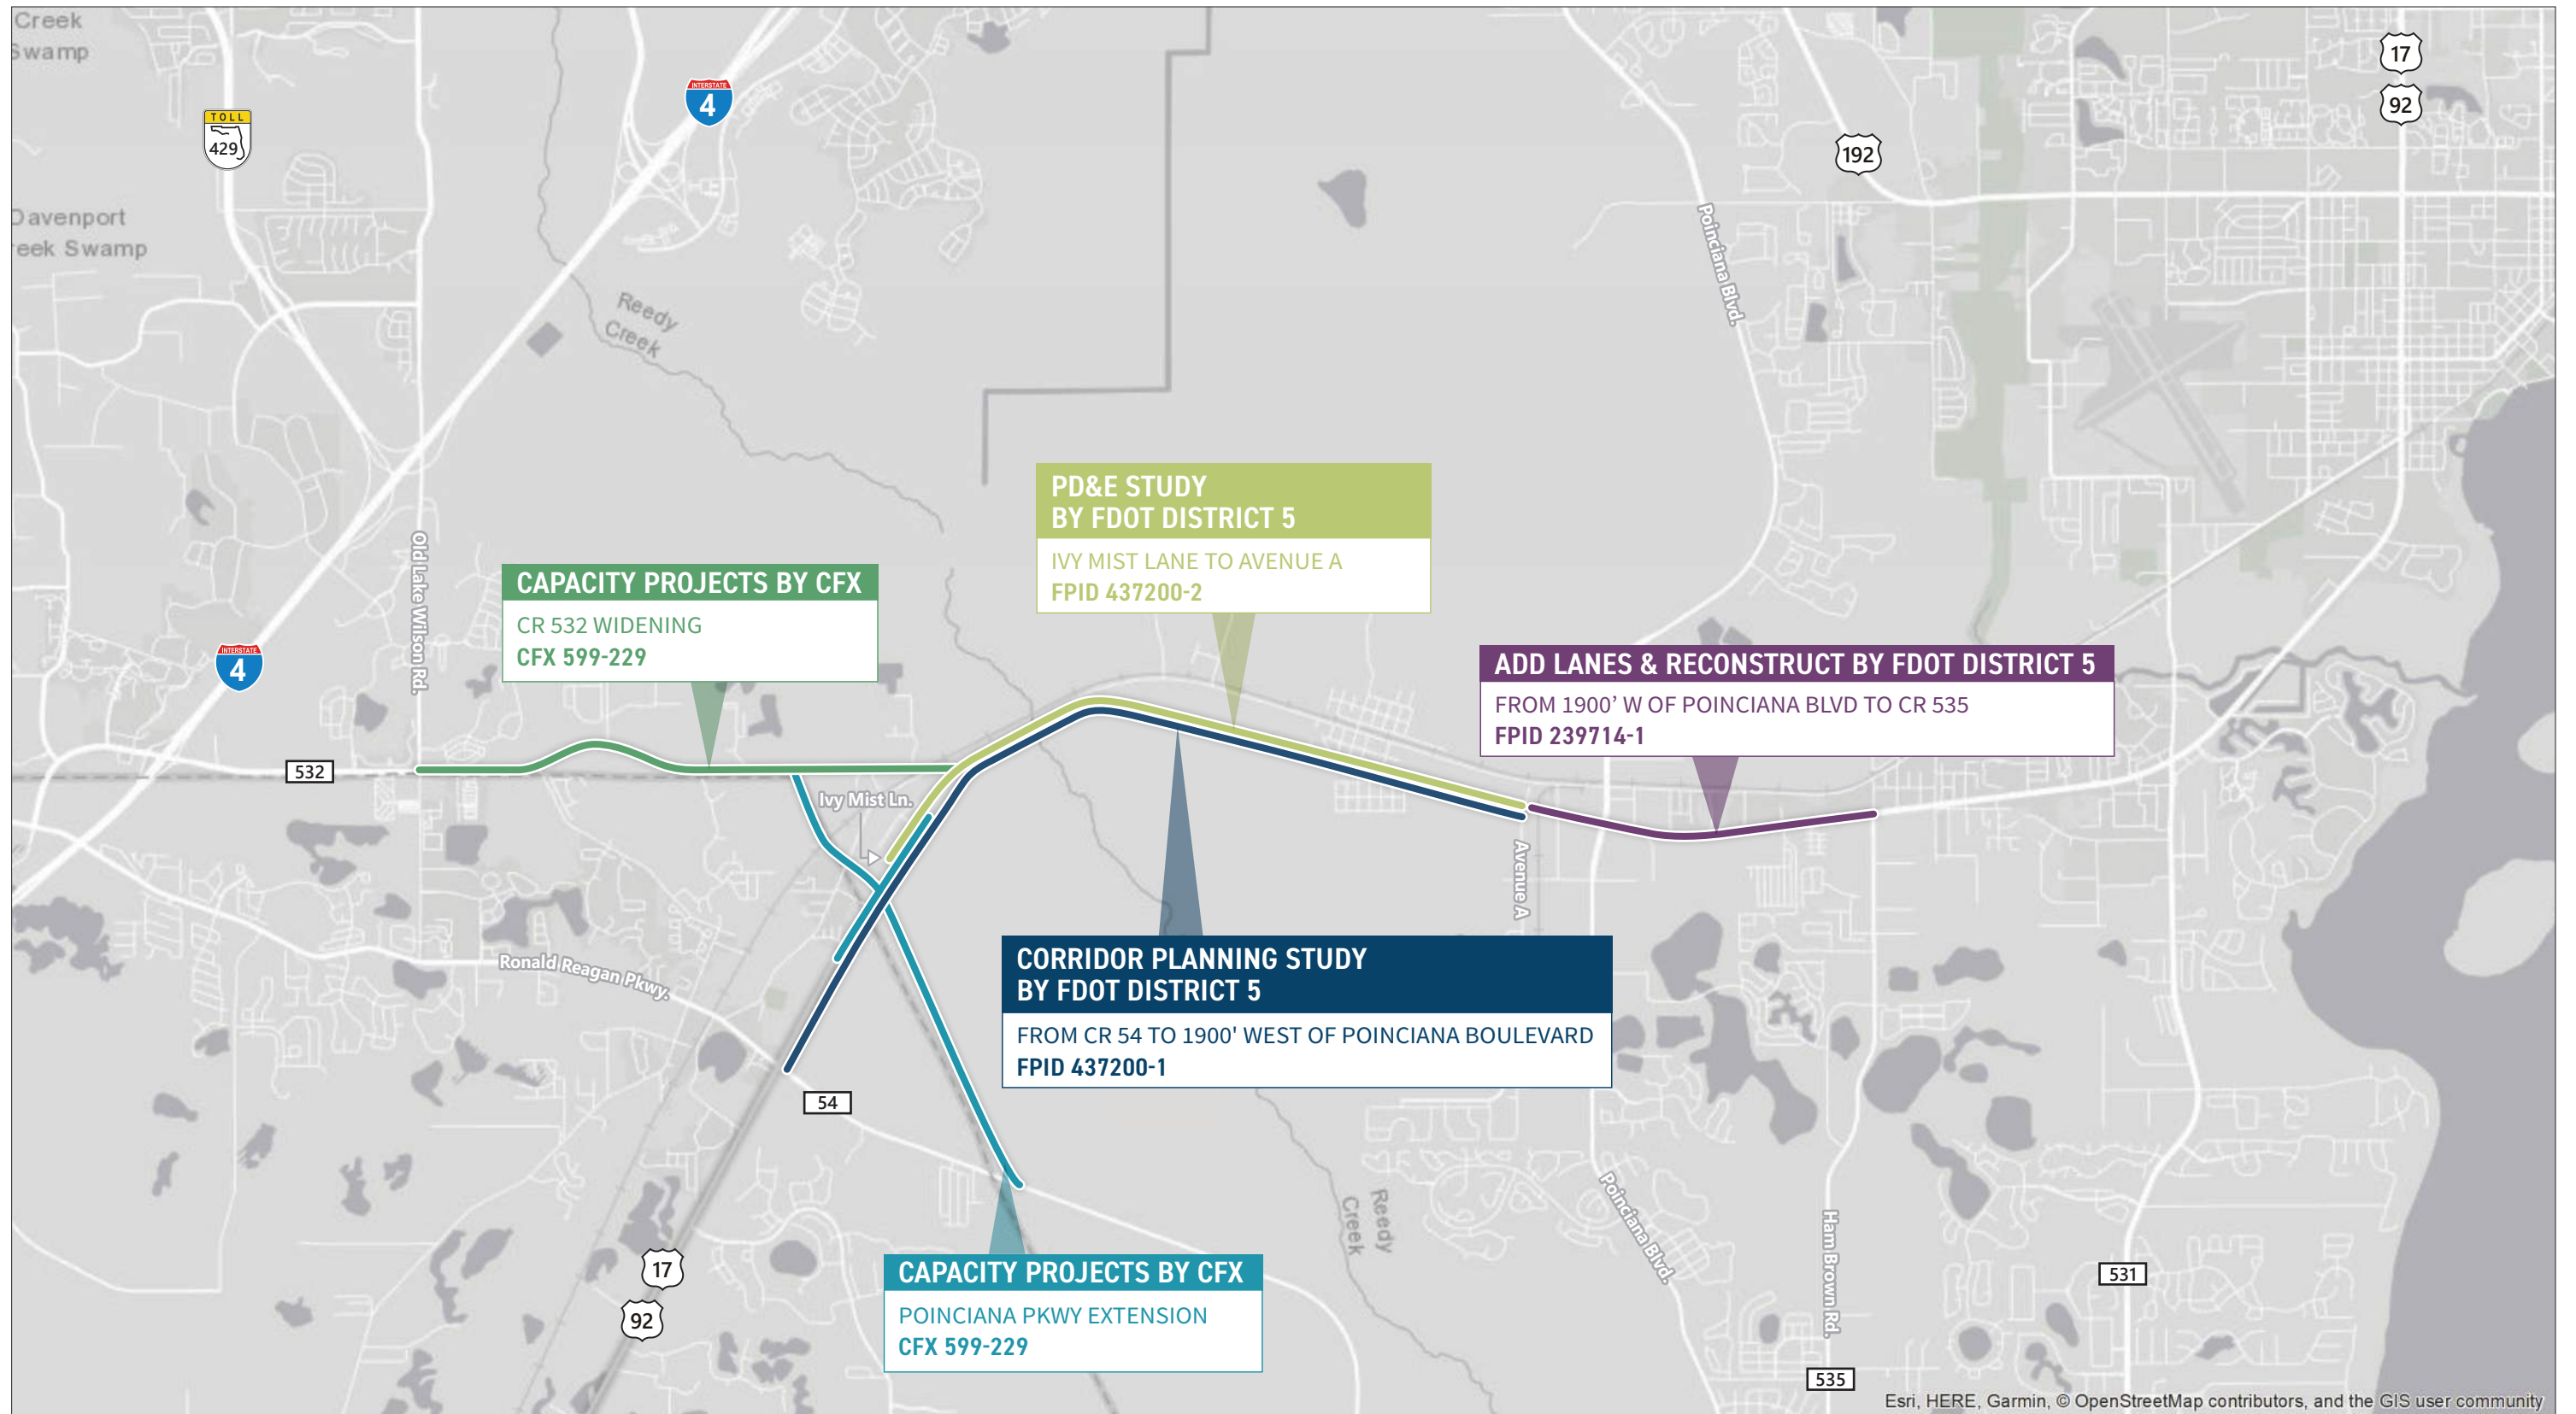 Creek
Swamp
INTERSTATE
4
17
92
TOLL
429
192
Davenport
reek Swamp
Poinciana Blvd.
Reedy
Creek
PD&E STUDY
BY FDOT DISTRICT 5
IVY MIST LANE TO AVENUE A
FPID 437200-2
Old Lake Wilson Rd.
CAPACITY PROJECTS BY CFX
CR 532 WIDENING
CFX 599-229
INTERSTATE
4
ADD LANES & RECONSTRUCT BY FDOT DISTRICT 5
FROM 1900’ W OF POINCIANA BLVD TO CR 535
FPID 239714-1
532
Ivy Mist Ln.
Avenue A
CORRIDOR PLANNING STUDY
BY FDOT DISTRICT 5
FROM CR 54 TO 1900' WEST OF POINCIANA BOULEVARD
FPID 437200-1
Ronald Reagan Pkwy.
54
Reedy
Creek
Poinciana Blvd.
Ham Brown Rd.
17
92
531
CAPACITY PROJECTS BY CFX
POINCIANA PKWY EXTENSION
CFX 599-229
535
Esri, HERE, Garmin, © OpenStreetMap contributors, and the GIS user community